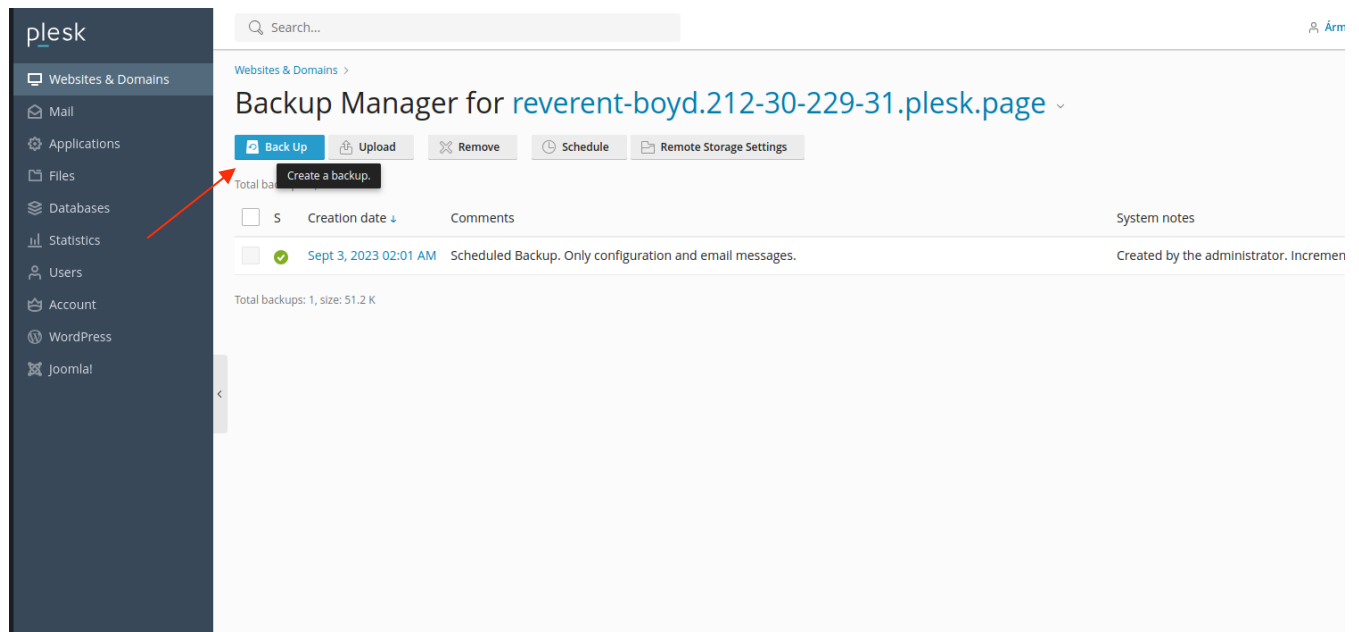 plesk
Search...
Árm
Websites & Domains
Mail
Applications
Files
Databases
Statistics
Users
Account
WordPress
Joomla!
Websites & Domains >
Backup Manager for reverent-boyd.212-30-229-31.plesk.page
Back Up Upload Remove Schedule Remote Storage Settings
Create a backup.
Total
S Creation date ↓ Comments System notes
Sept 3, 2023 02:01 AM Scheduled Backup. Only configuration and email messages. Created by the administrator. Incremen
Total backups: 1, size: 51.2 K